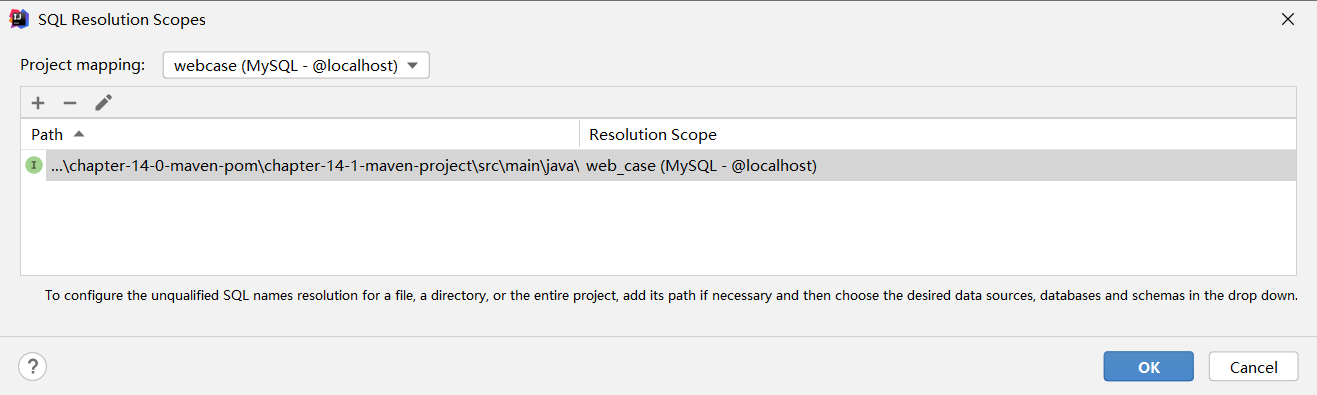 SQL Resolution Scopes
Project mapping: webcase (MySQL - @localhost)
Path Resolution Scope
...\chapter-14-0-maven-pom\chapter-14-1-maven-project\src\main\java\ web_case (MySQL - @localhost)
To configure the unqualified SQL names resolution for a file, a directory, or the entire project, add its path if necessary and then choose the desired data sources, databases and schemas in the drop down.
? OK Cancel